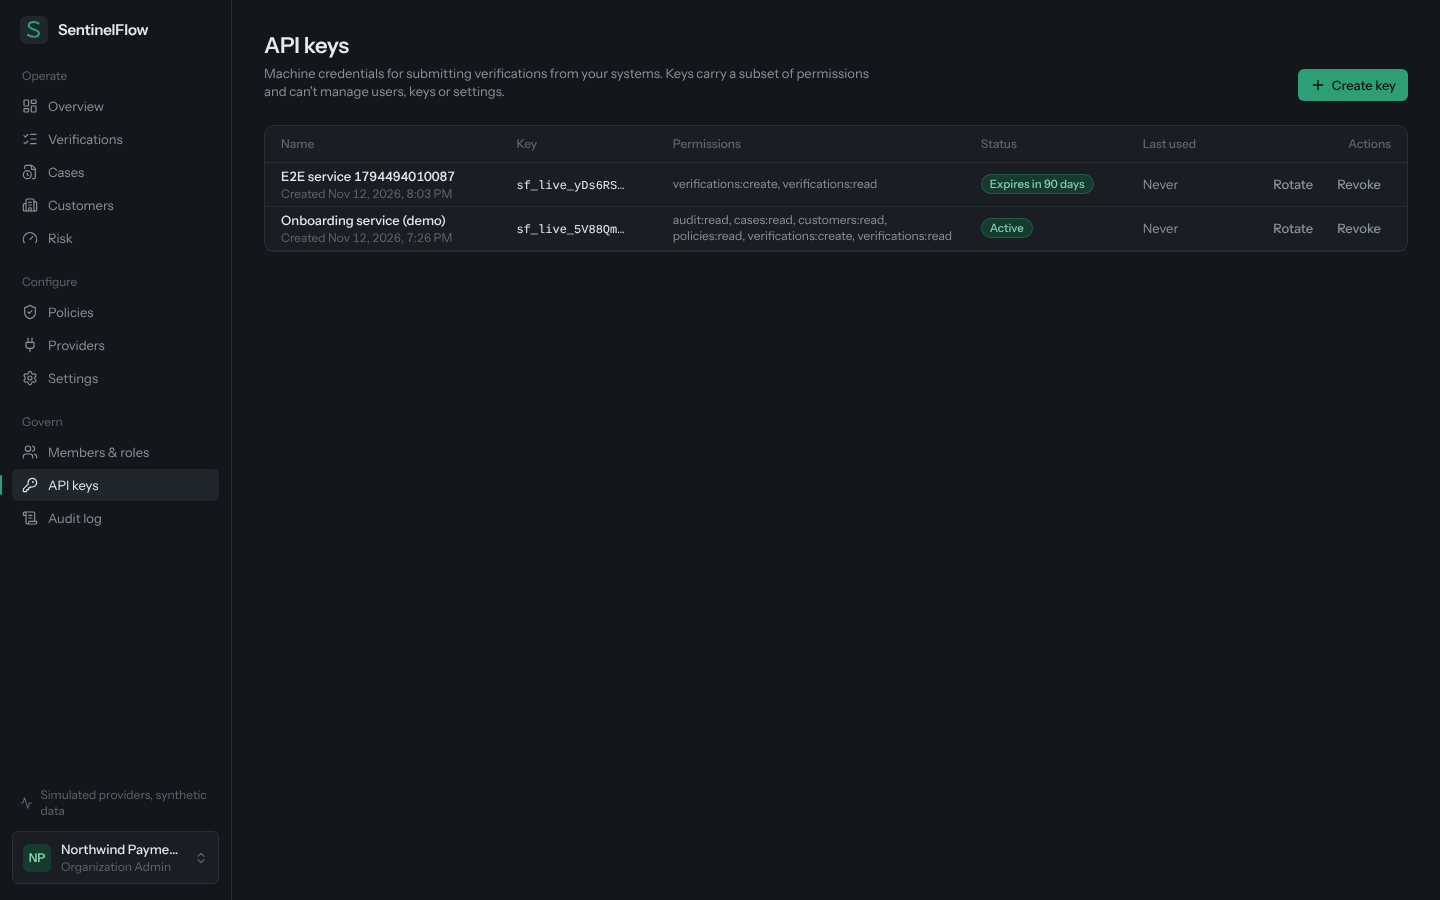 SentinelFlow
Operate
Overview
Verifications
Cases
Customers
Risk
Configure
Policies
Providers
Settings
Govern
Members & roles
API keys
Audit log
Simulated providers, synthetic
data
NP
Northwind Payme...
Organization Admin
API keys
Machine credentials for submitting verifications from your systems. Keys carry a subset of permissions
and can't manage users, keys or settings.
Create key
Name Key Permissions Status Last used Actions
E2E service 1794494010087
Created Nov 12, 2026, 8:03 PM
sf_live_yDs6RS…
verifications:create, verifications:read
Expires in 90 days
Never
Rotate Revoke
Onboarding service (demo)
Created Nov 12, 2026, 7:26 PM
sf_live_5V88Qm…
audit:read, cases:read, customers:read,
policies:read, verifications:create, verifications:read
Active
Never
Rotate Revoke